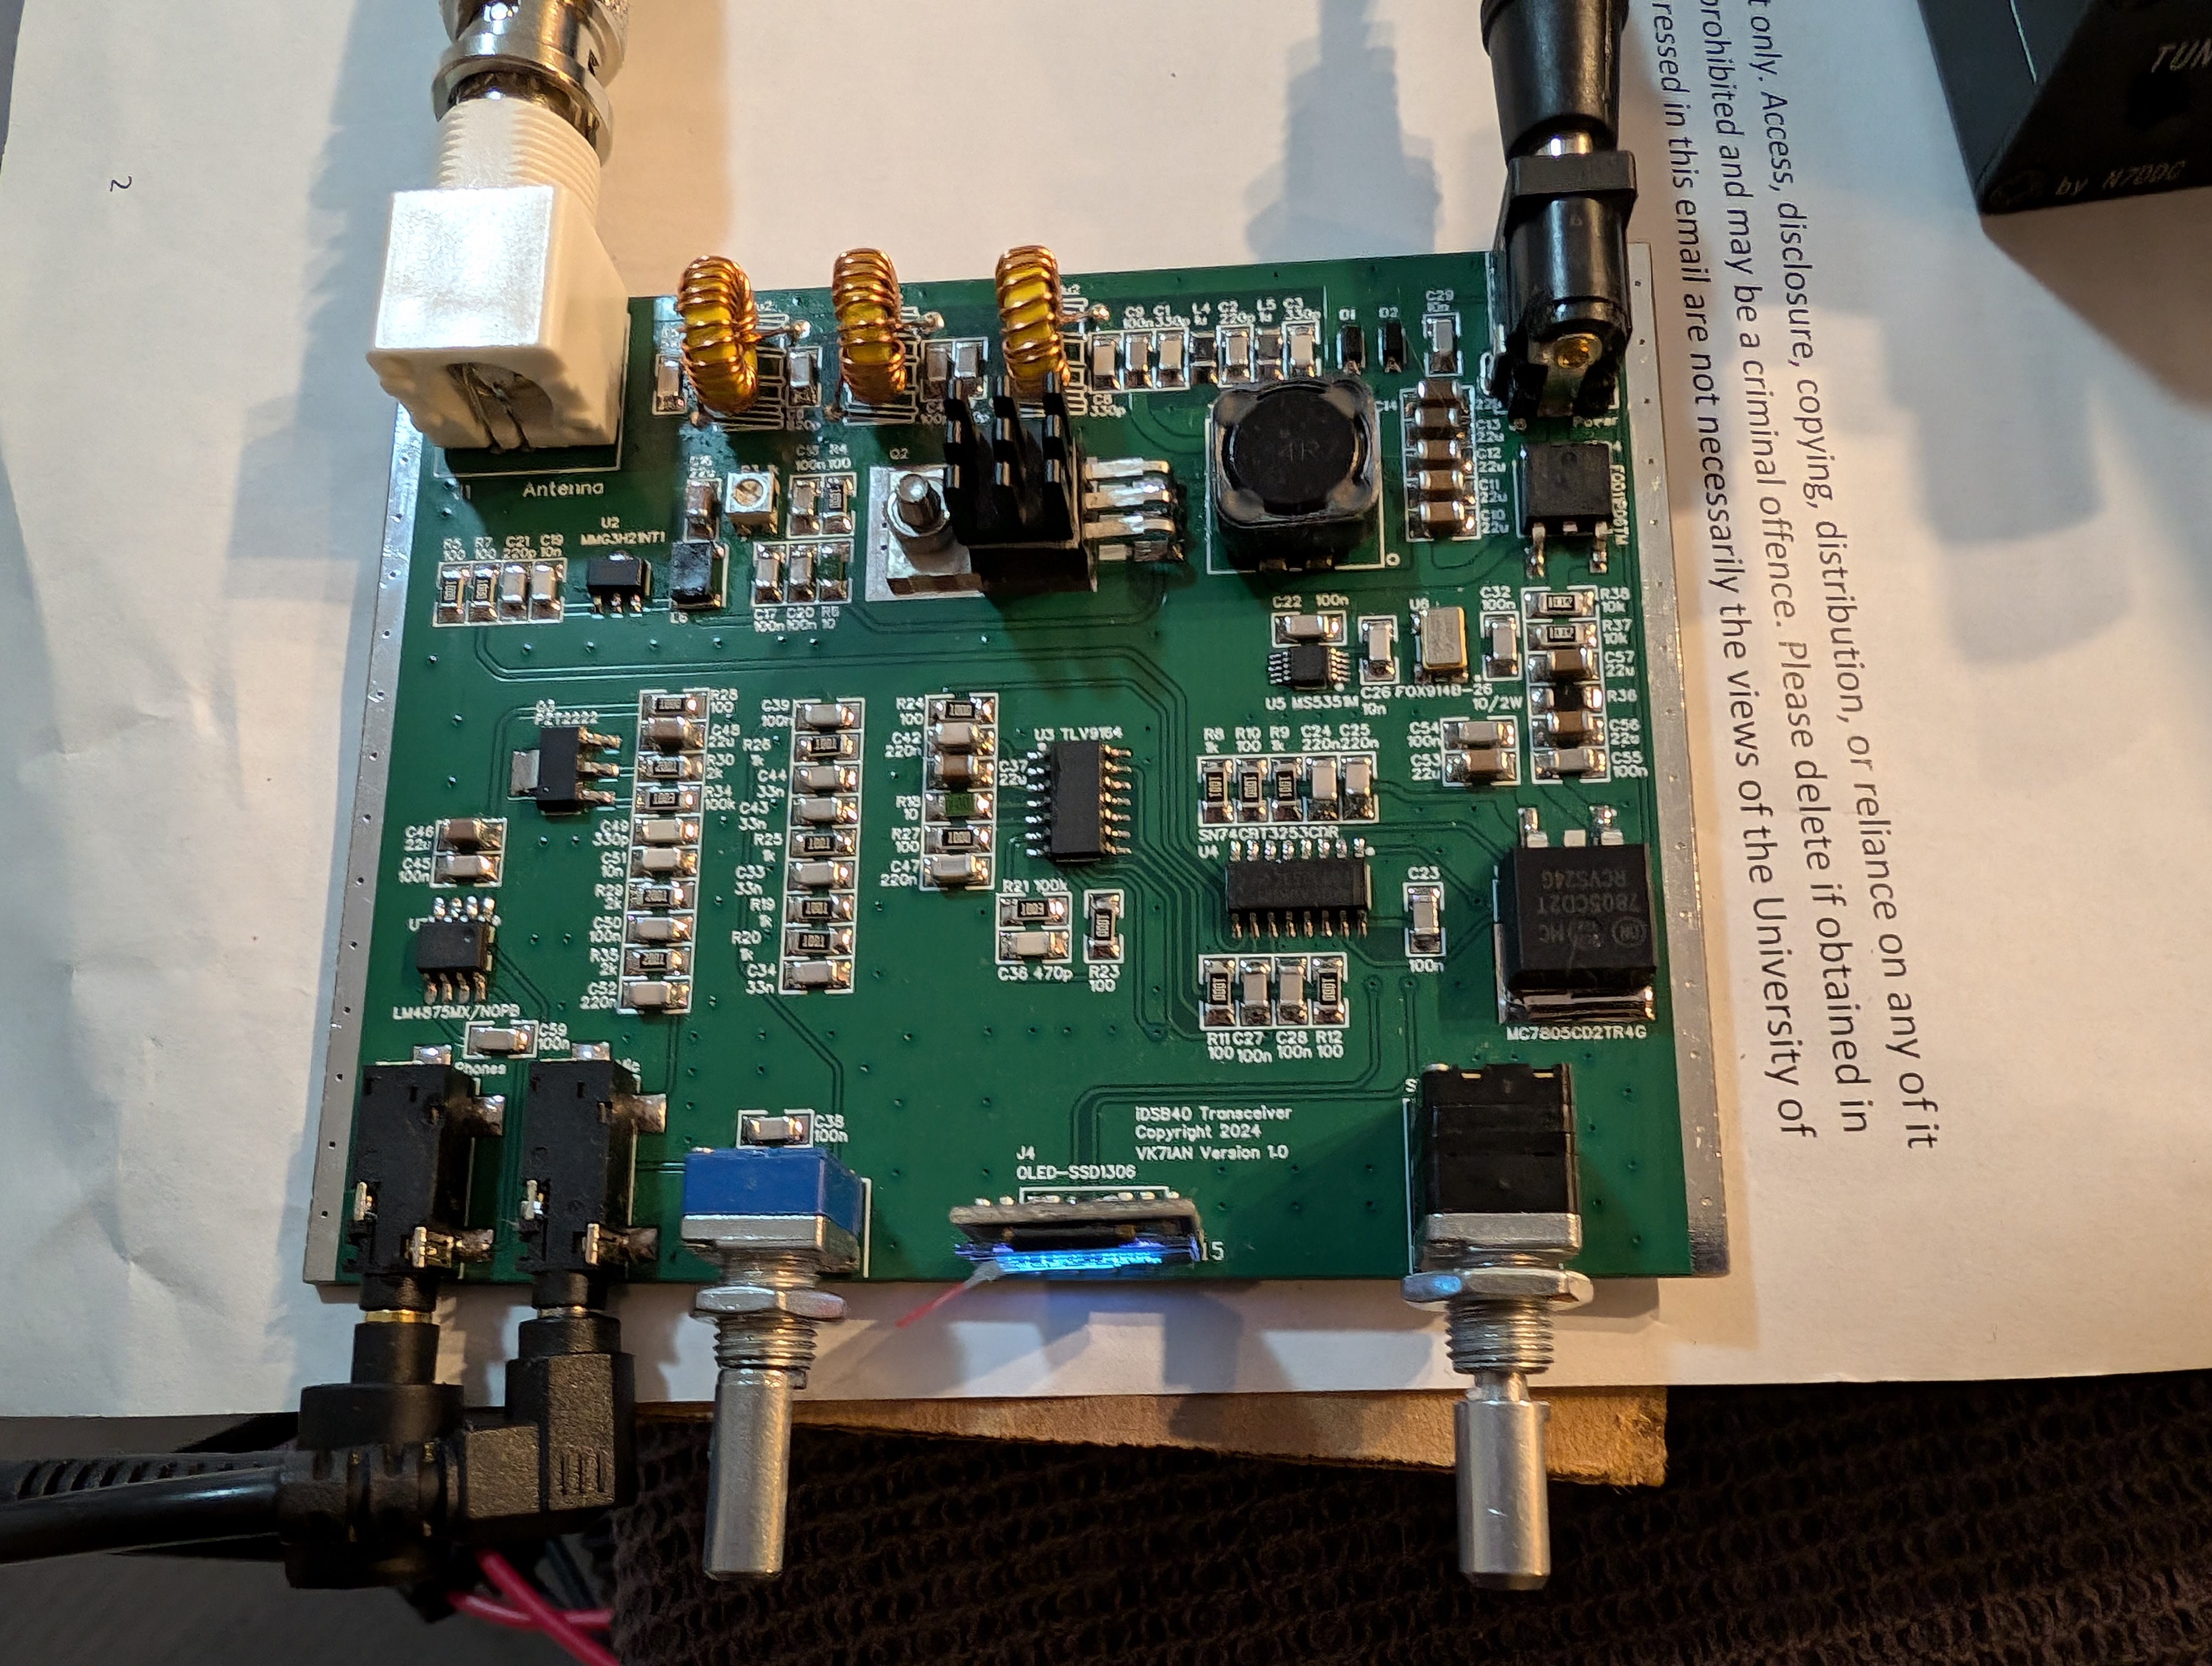 TUN
by N7DDC
2
t only. Access, disclosure, copying, distribution, or reliance on any of it
prohibited and may be a criminal offence. Please delete if obtained in
ressed in this email are not necessarily the views of the University of
Antenna
Power
C9 C1 L4 C2 L5 C3
100n 330p 1u 220p 1u 330p
D1 D2
C29
C8
330p
Q2
R4
100n 100
U2
MMG3H21NT1
R5 R7 C21 C19
100 100 220p 10n
L6
C17 C20 R6
100n 100n 10
C14
C13
22u
C12
22u
C11
22u
C10
22u
C22 100n
U5 MS5351M
C26
10n
U6
FOX914B-26
C32
100n
R38
10k
R37
10k
C57
22u
R36
10/2W
C56
22u
C55
100n
C54
100n
C53
22u
PZT2222
R28
100
C48
22u
R30
2k
R34
100k
C49
330p
C51
10n
R29
2k
C50
100n
R35
2k
C52
220n
C39
100n
R26
1k
C44
33n
C43
33n
R25
1k
C33
33n
R19
1k
R20
1k
C34
33n
R24
100
C42
220n
C37
22u
R18
10
R27
100
C47
220n
U3 TLV9164
R21 100k
C36 470p
R23
100
R8 R10 R9 C24 C25
1k 100 1k 220n 220n
SN74CBT3253CDR
U4
C23
100n
R11 C27 C28 R12
100 100n 100n 100
MC
7805CD2T
RCVS24G
MC7805CD2TR4G
C46
22u
C45
100n
LM4875MX/NOPB
C59
100n
Phones
C38
100n
iDSB40 Transceiver
Copyright 2024
VK7IAN Version 1.0
J4
OLED-SSD1306